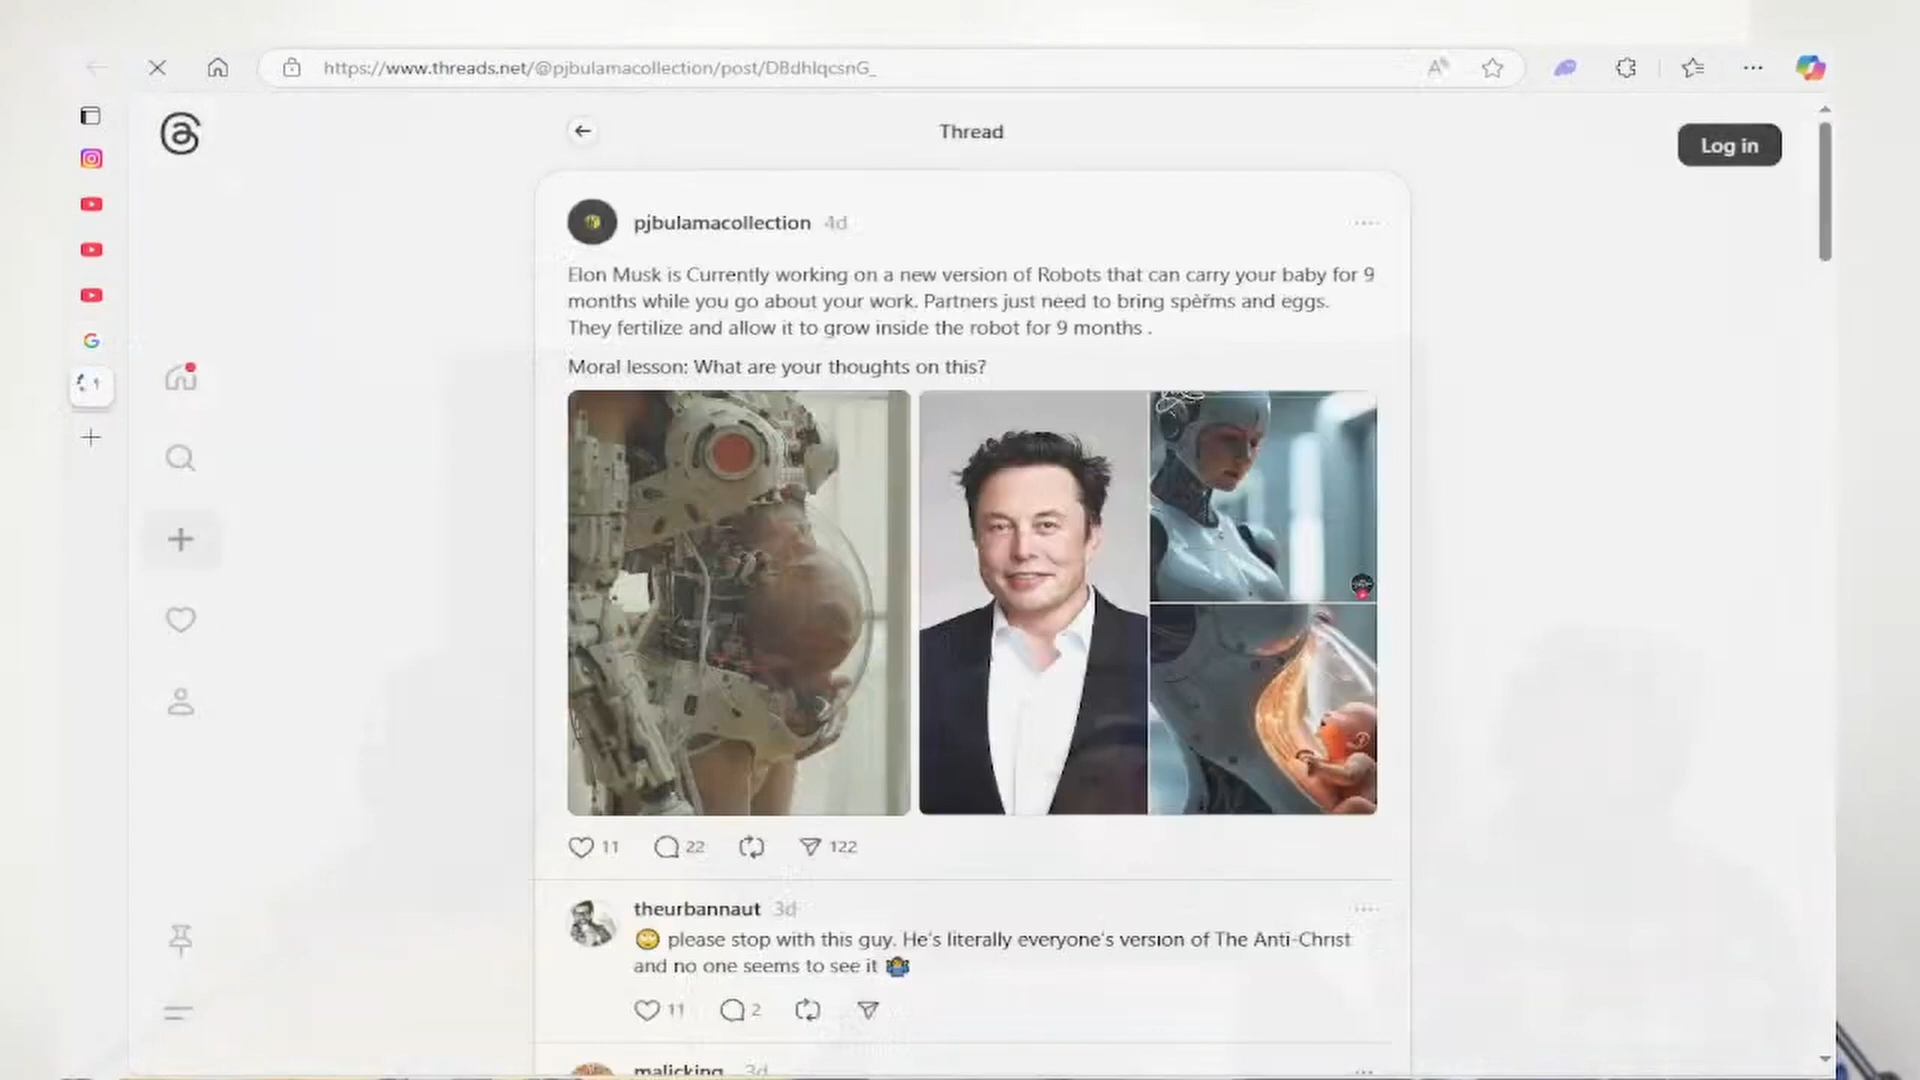 https://www.threads.net/@pjbulamacollection/post/DBdhlqcsnG_
Thread
Log in
pjbulamacollection 4d
Elon Musk is Currently working on a new version of Robots that can carry your baby for 9
months while you go about your work. Partners just need to bring spèřms and eggs.
They fertilize and allow it to grow inside the robot for 9 months .
Moral lesson: What are your thoughts on this?
11 22 122
theurbannaut 3d
🙄 please stop with this guy. He's literally everyone's version of The Anti-Christ
and no one seems to see it 🤷
11 2
malicking 3d